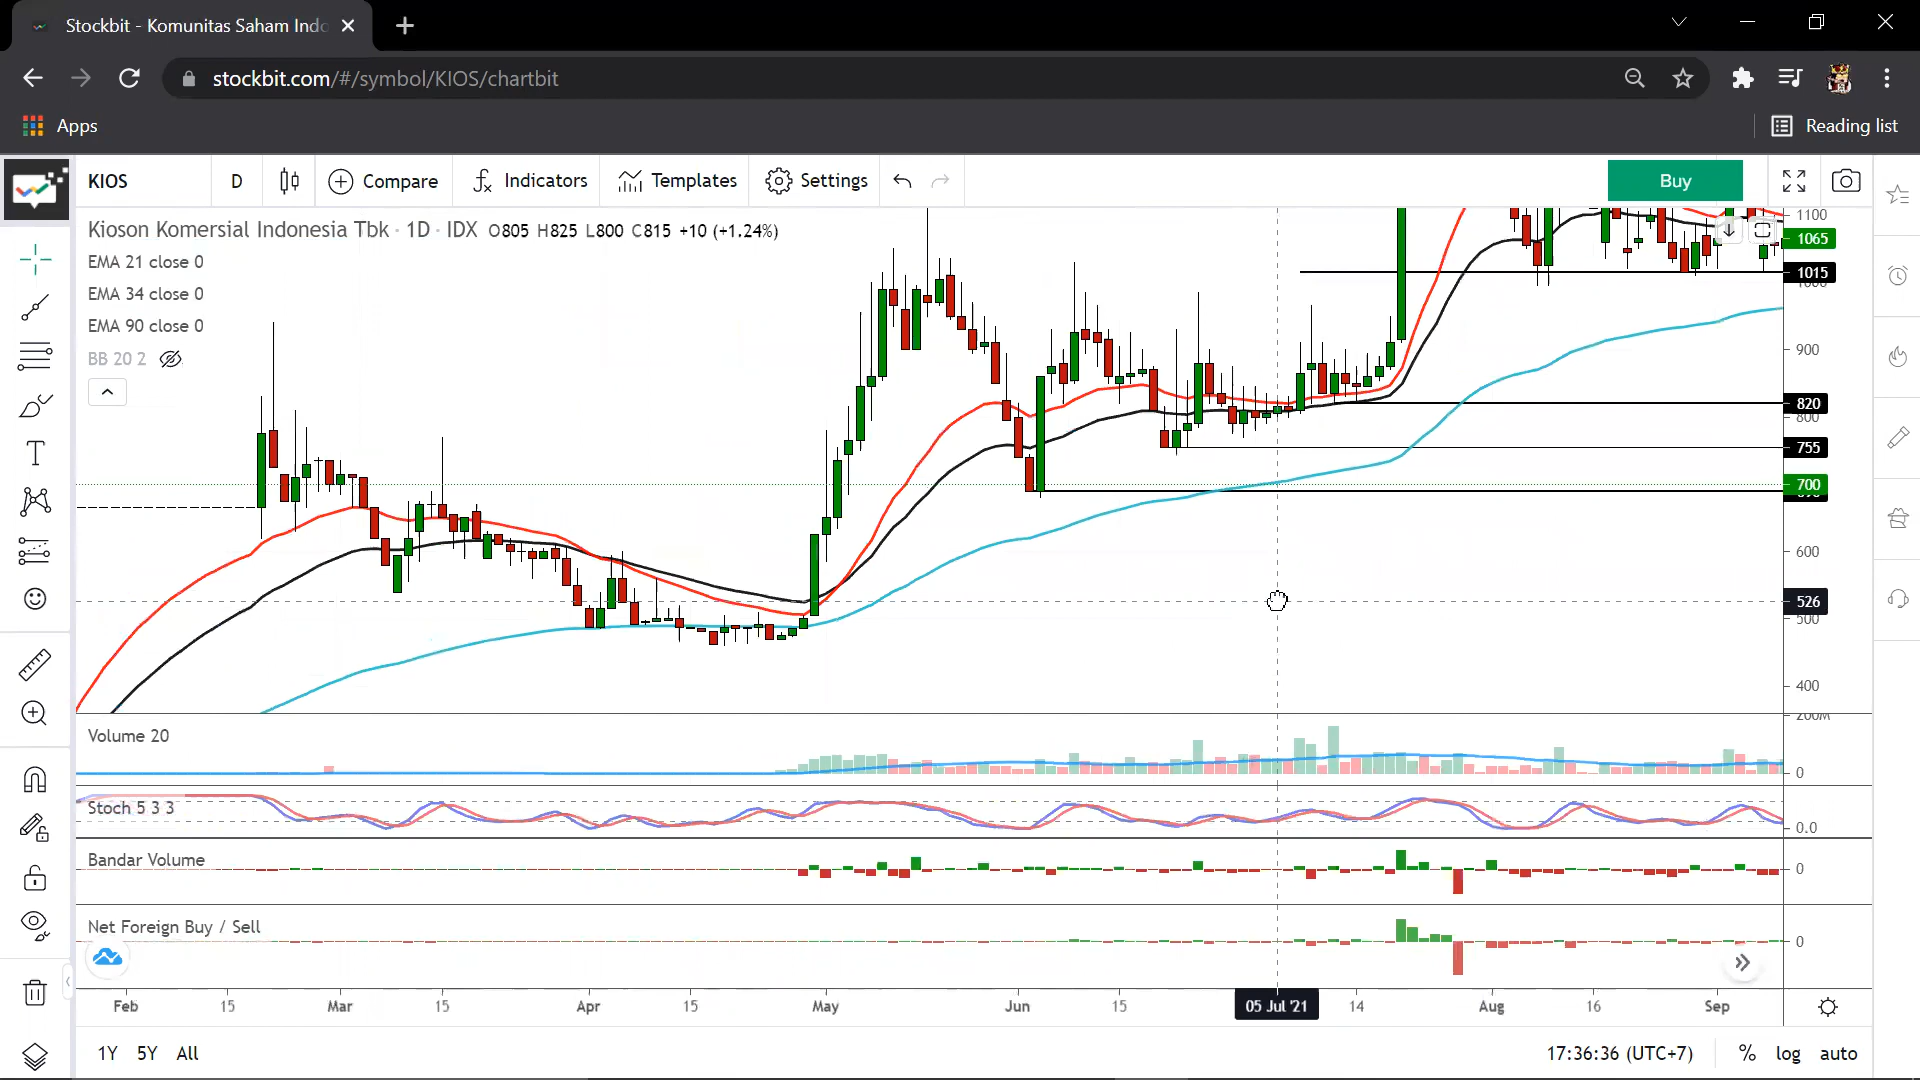 Stockbit - Komunitas Saham Indo
stockbit.com/#/symbol/KIOS/chartbit
Apps
Reading list
KIOS
D
Compare
Indicators
Templates
Settings
Buy
Kioson Komersial Indonesia Tbk · 1D · IDX O805 H825 L800 C815 +10 (+1.24%)
EMA 21 close 0
EMA 34 close 0
EMA 90 close 0
BB 20 2
1100
1065
1015
1000
900
820
800
755
700
600
526
500
400
Volume 20
200M
0
Stoch 5 3 3
0.0
Bandar Volume
0
Net Foreign Buy / Sell
0
Feb 15 Mar 15 Apr 15 May Jun 15 05 Jul '21 14 Aug 16 Sep
1Y 5Y All
17:36:36 (UTC+7) % log auto